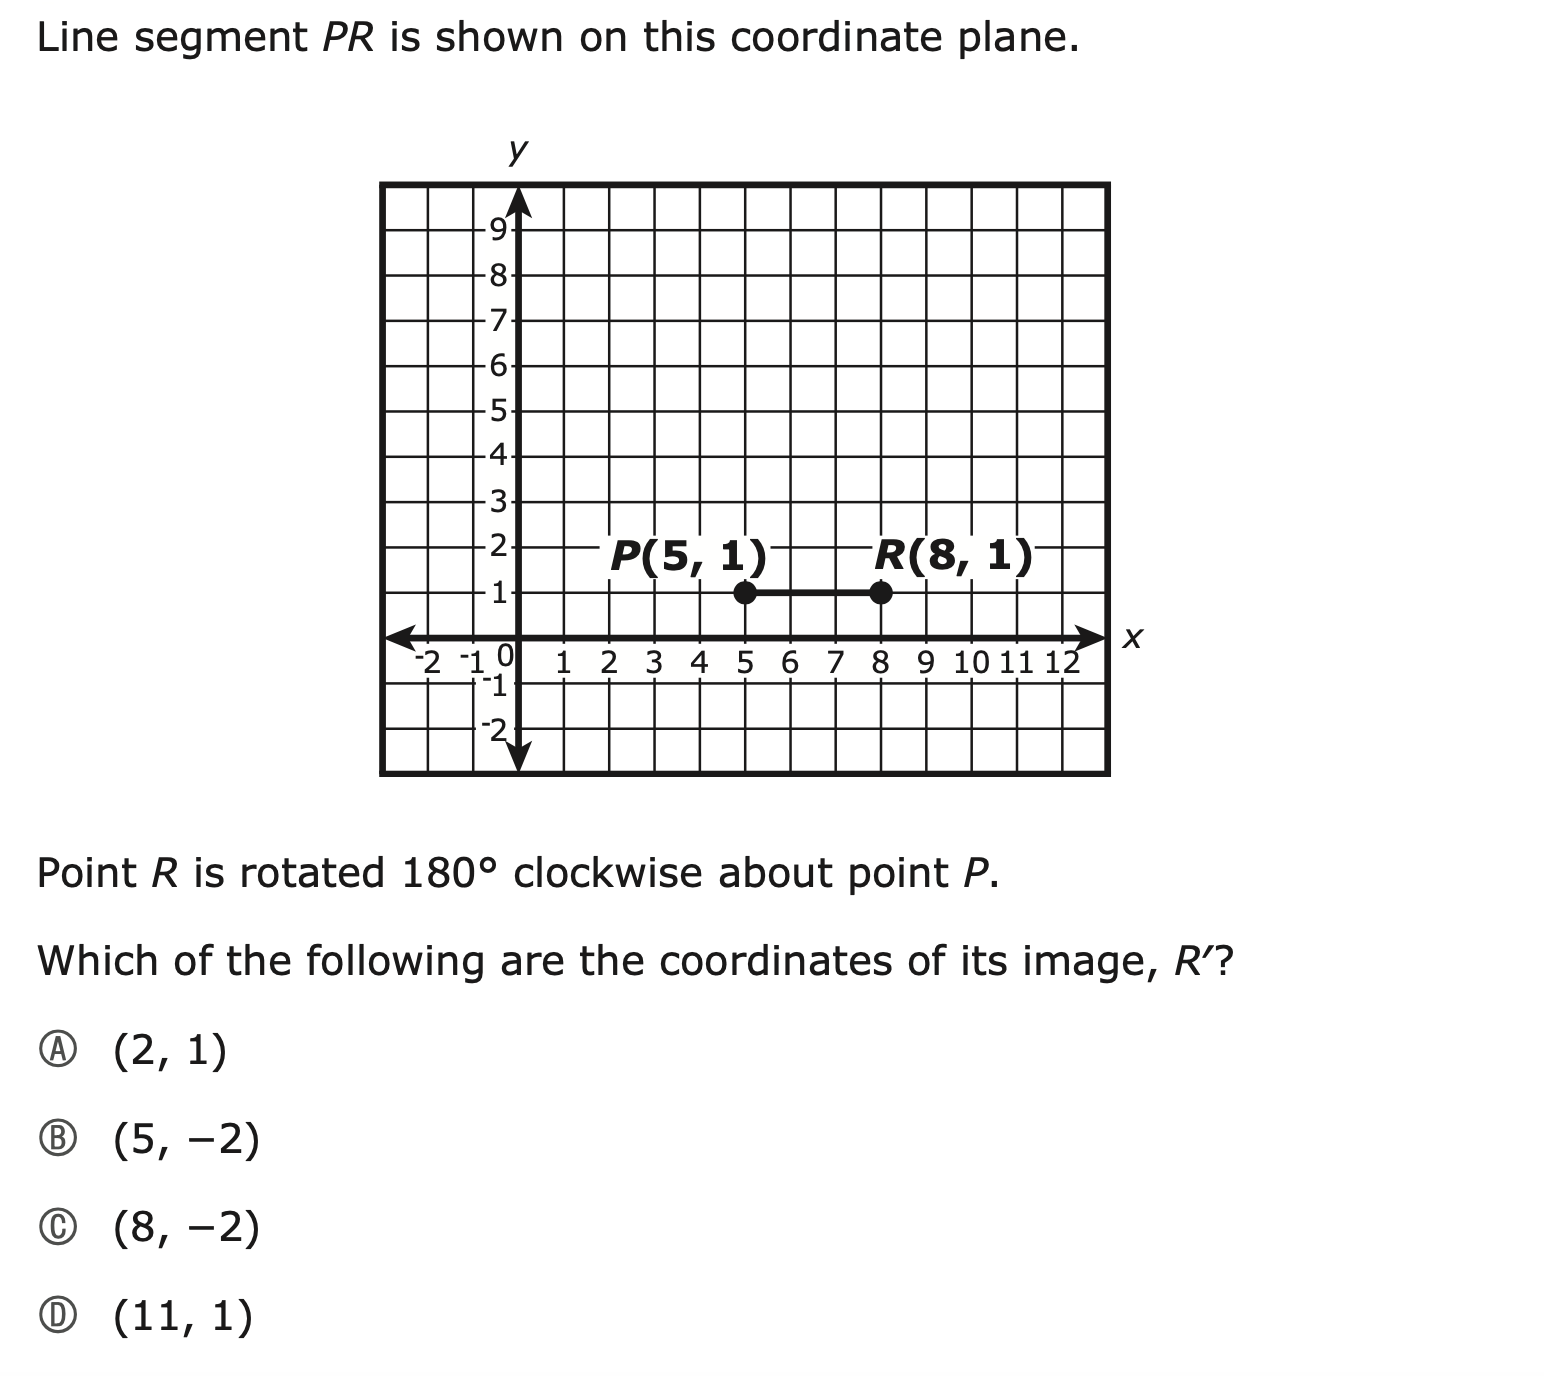 Line segment PR is shown on this coordinate plane.
y
9
8
7
6
5
4
3
2
P(5, 1) R(8, 1)
1
x
-2 -1 0 1 2 3 4 5 6 7 8 9 10 11 12
-1
-2
Point R is rotated 180° clockwise about point P.
Which of the following are the coordinates of its image, R′?
Ⓐ (2, 1)
Ⓑ (5, −2)
Ⓒ (8, −2)
Ⓓ (11, 1)